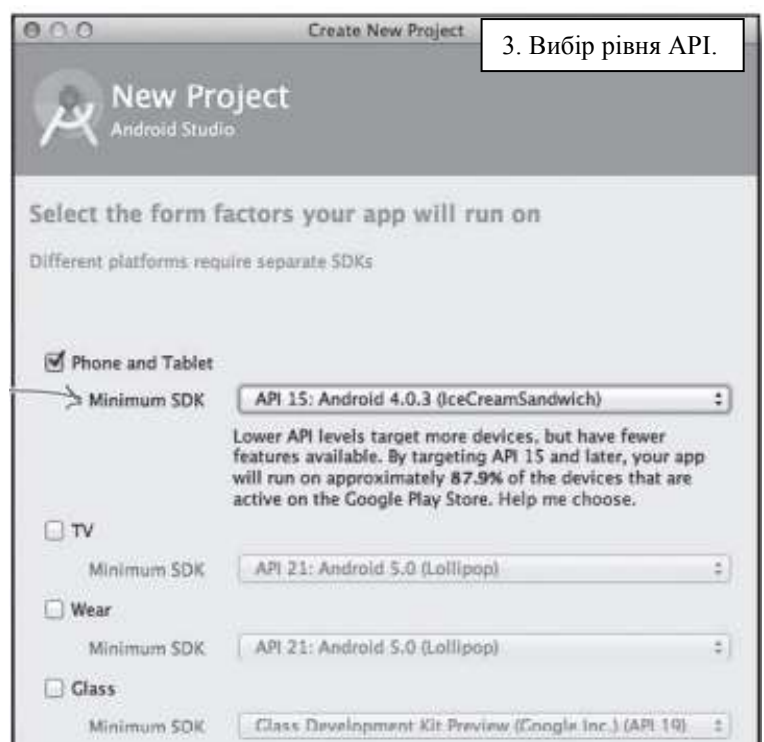 Create New Project
3. Вибір рівня API.
New Project
Android Studio
Select the form factors your app will run on
Different platforms require separate SDKs
Phone and Tablet
Minimum SDK API 15: Android 4.0.3 (IceCreamSandwich)
Lower API levels target more devices, but have fewer
features available. By targeting API 15 and later, your app
will run on approximately 87.9% of the devices that are
active on the Google Play Store. Help me choose.
TV
Minimum SDK API 21: Android 5.0 (Lollipop)
Wear
Minimum SDK API 21: Android 5.0 (Lollipop)
Glass
Minimum SDK Glass Development Kit Preview (Google Inc.) (API 19)